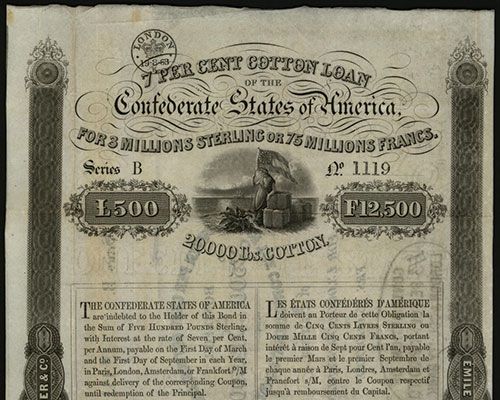 LONDON
19-8-63
7 PER CENT COTTON LOAN
OF THE
Confederate States of America,
FOR 3 MILLIONS STERLING OR 75 MILLIONS FRANCS.
Series B
No. 1119
£500
F12,500
20,000 Lbs. COTTON.
THE CONFEDERATE STATES OF AMERICA
are indebted to the Holder of this Bond in
the Sum of FIVE HUNDRED POUNDS Sterling,
with Interest at the rate of Seven per Cent.
per Annum, payable on the First Day of March
and the First Day of September in each Year,
in Paris, London, Amsterdam, or Frankfort o/M
against delivery of the corresponding Coupon,
until redemption of the Principal.
LES ÉTATS CONFÉDÉRÉS D'AMÉRIQUE
doivent au Porteur de cette Obligation la
somme de CINQ CENTS LIVRES STERLING OU
DOUZE MILLE CINQ CENTS FRANCS, portant
intérêt à raison de Sept pour Cent l'an, payable
le premier Mars et le premier Septembre de
chaque année à Paris, Londres, Amsterdam et
Francfort s/M, contre le Coupon respectif
jusqu'à remboursement du Capital.
ER & CO
EMILE